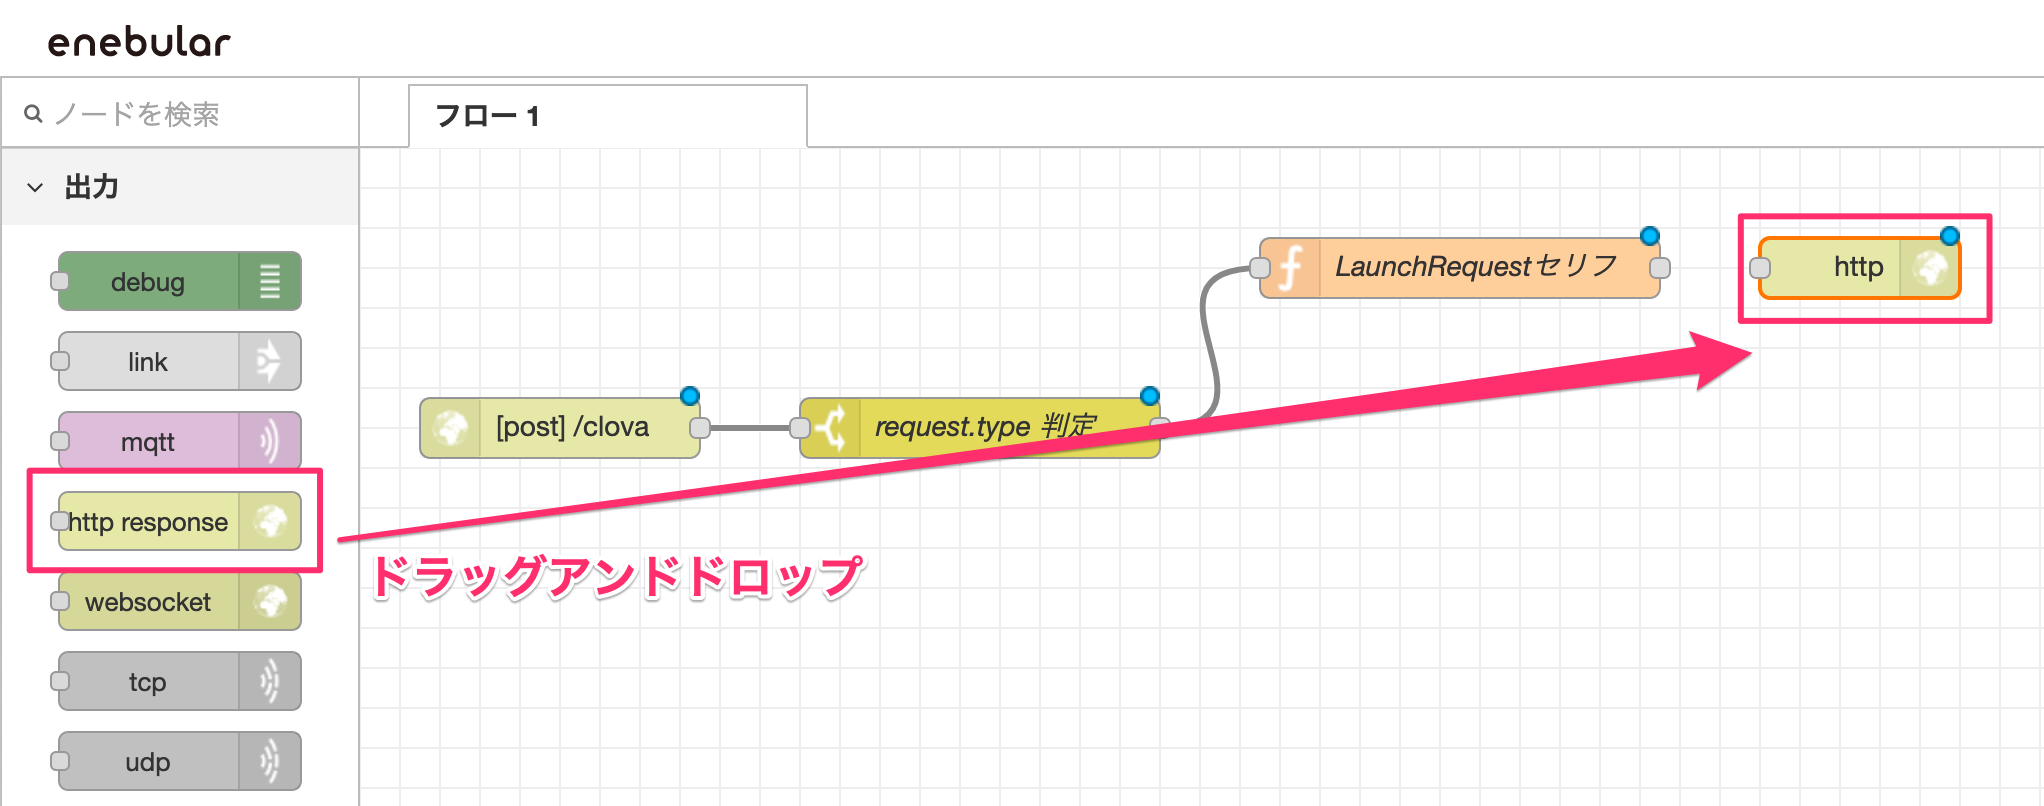 enebular
ノードを検索
フロー 1
出力
debug
link
mqtt
http response
websocket
tcp
udp
[post] /clova
request.type 判定
LaunchRequestセリフ
http
ドラッグアンドドロップ